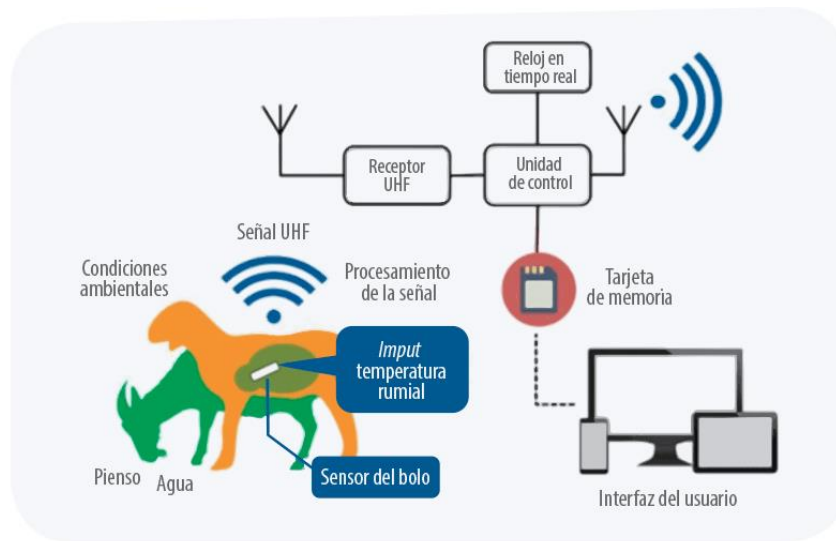 Reloj en
tiempo real
Receptor
UHF
Unidad
de control
Señal UHF
Condiciones
ambientales
Procesamiento
de la señal
Tarjeta
de memoria
Imput
temperatura
rumial
Sensor del bolo
Pienso
Agua
Interfaz del usuario